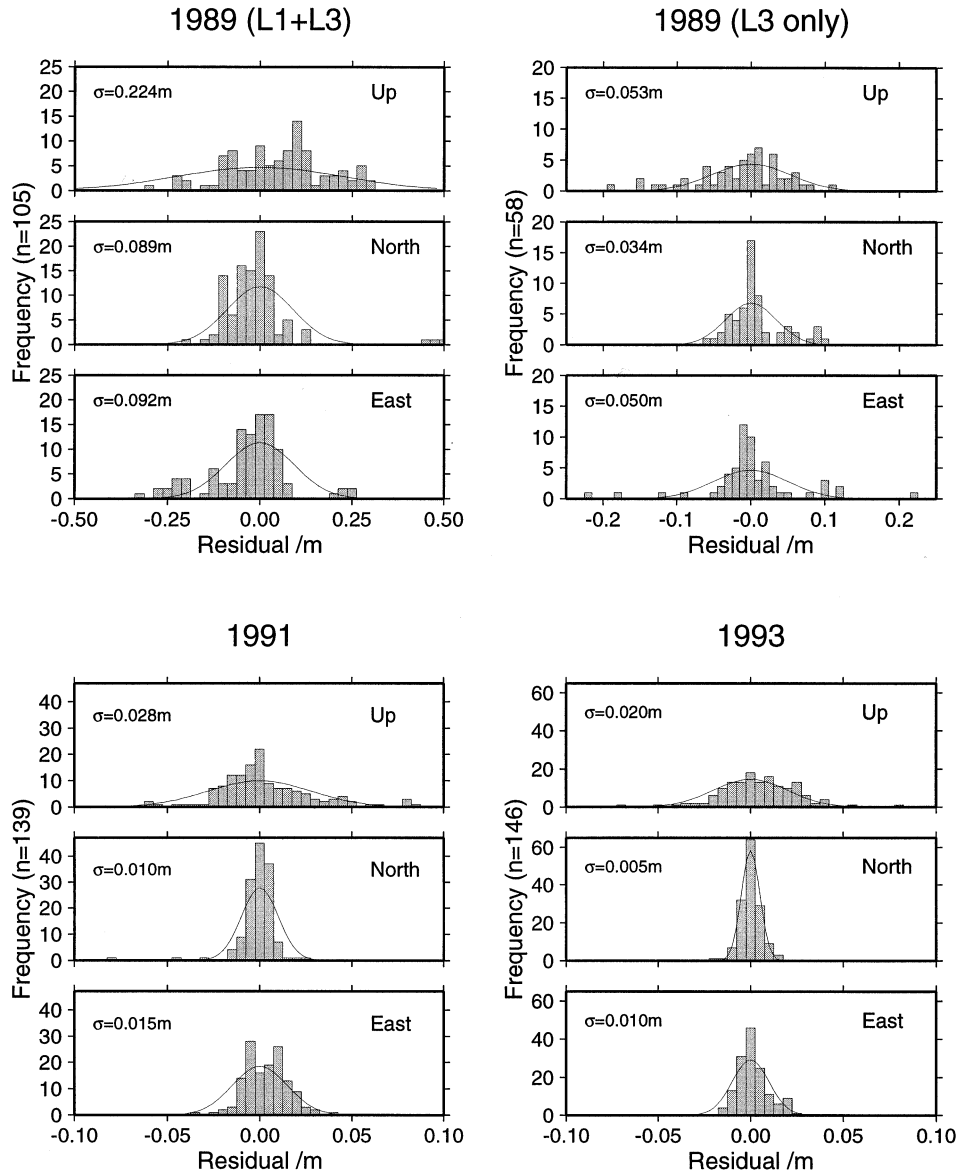 1989 (L1+L3)
25
20
15
10
5
0
σ=0.224m
Up
25
20
15
10
5
0
σ=0.089m
North
25
20
15
10
5
0
σ=0.092m
East
-0.50
-0.25
0.00
0.25
0.50
Residual /m
Frequency (n=105)
1989 (L3 only)
20
15
10
5
0
σ=0.053m
Up
20
15
10
5
0
σ=0.034m
North
20
15
10
5
0
σ=0.050m
East
-0.2
-0.1
-0.0
0.1
0.2
Residual /m
Frequency (n=58)
1991
40
30
20
10
0
σ=0.028m
Up
40
30
20
10
0
σ=0.010m
North
40
30
20
10
0
σ=0.015m
East
-0.10
-0.05
0.00
0.05
0.10
Residual /m
Frequency (n=139)
1993
60
40
20
0
σ=0.020m
Up
60
40
20
0
σ=0.005m
North
60
40
20
0
σ=0.010m
East
-0.10
-0.05
0.00
0.05
0.10
Residual /m
Frequency (n=146)